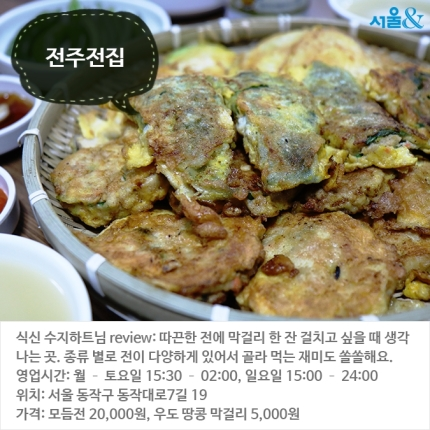 서울&
전주전집
식신 수지하트님 review: 따끈한 전에 막걸리 한 잔 걸치고 싶을 때 생각
나는 곳. 종류 별로 전이 다양하게 있어서 골라 먹는 재미도 쏠쏠해요.
영업시간: 월 – 토요일 15:30 – 02:00, 일요일 15:00 – 24:00
위치: 서울 동작구 동작대로7길 19
가격: 모듬전 20,000원, 우도 땅콩 막걸리 5,000원